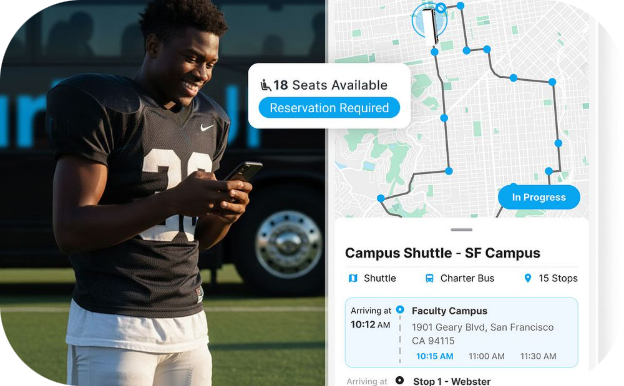 18 Seats Available
Reservation Required
In Progress
Campus Shuttle - SF Campus
Shuttle
Charter Bus
15 Stops
Arriving at
10:12 AM
Faculty Campus
1901 Geary Blvd, San Francisco
CA 94115
10:15 AM 11:00 AM 11:30 AM
Arriving at
Stop 1 - Webster